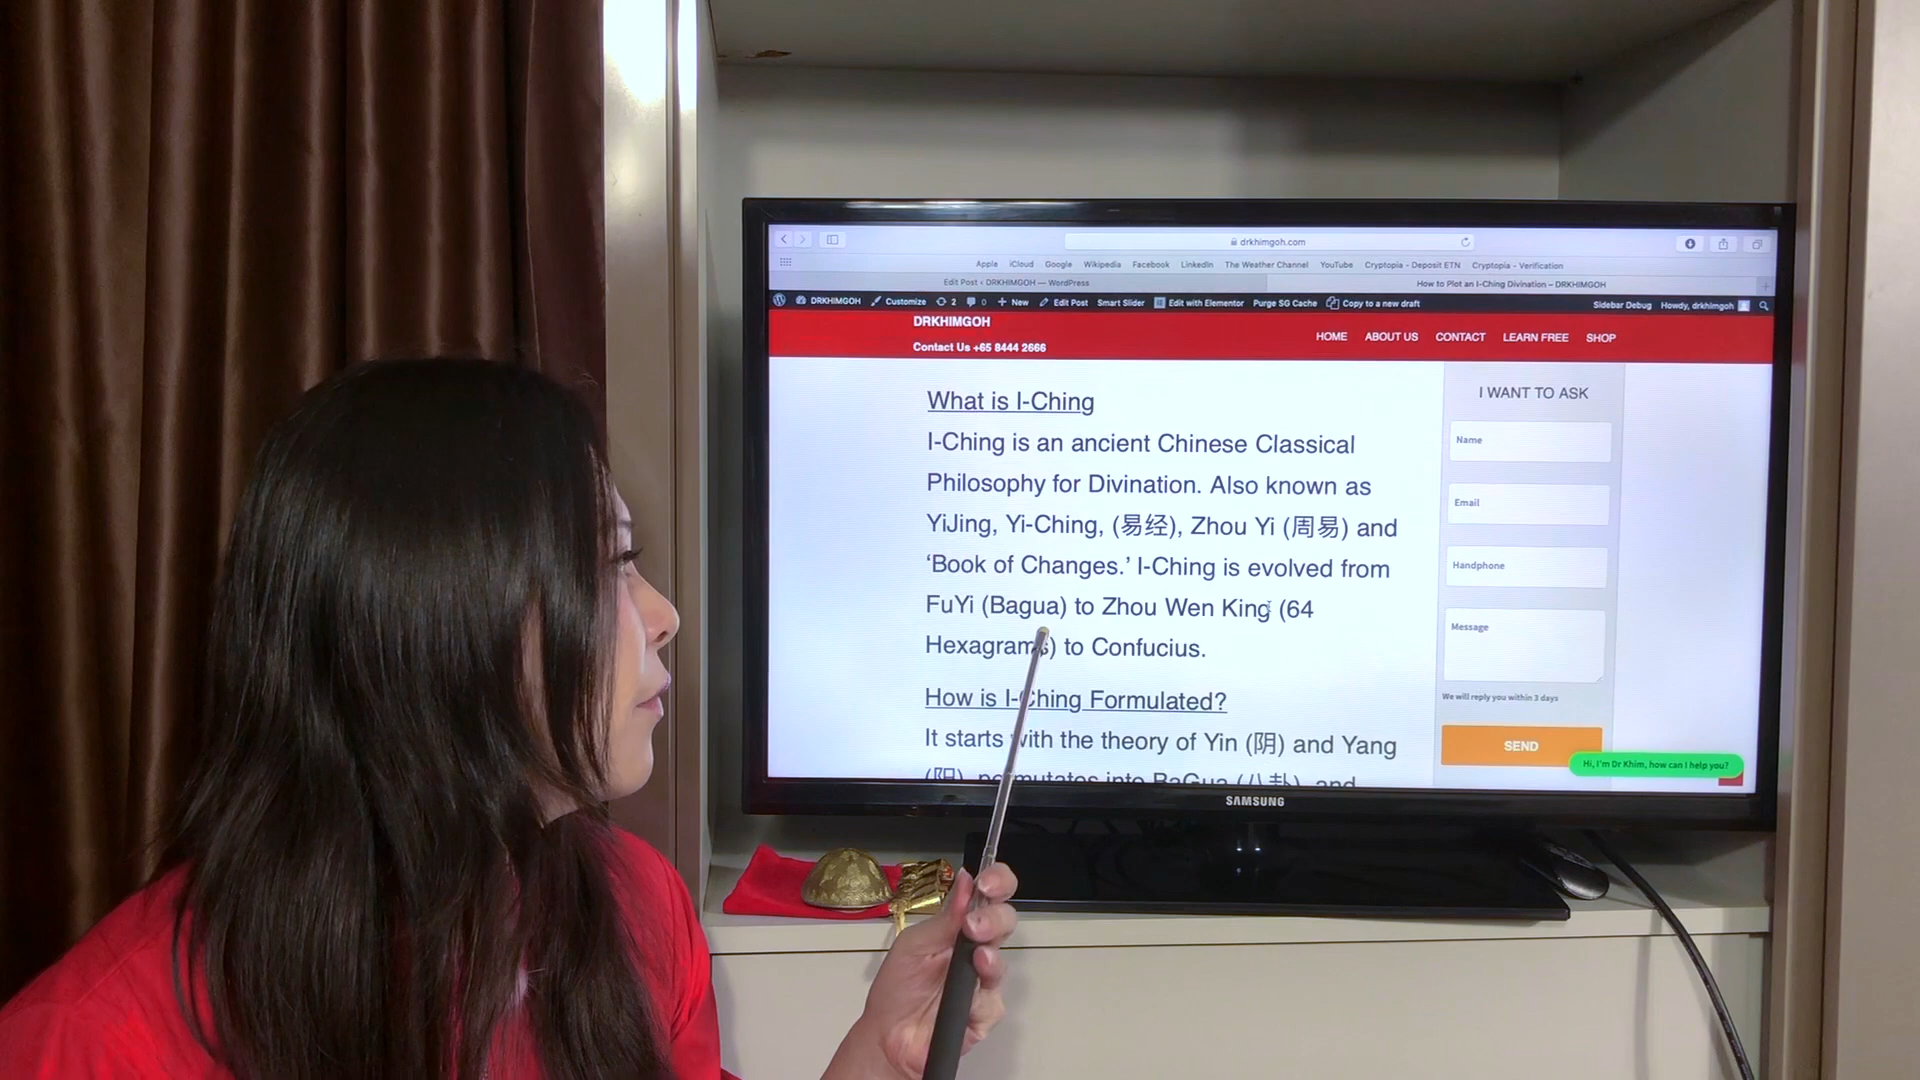 drkhimgoh.com
Apple iCloud Google Wikipedia Facebook LinkedIn The Weather Channel YouTube Cryptopia - Deposit ETN Cryptopia - Verification
Edit Post ‹ DRKHIMGOH — WordPress
How to Plot an I-Ching Divination – DRKHIMGOH
DRKHIMGOH Customize 2 0 New Edit Post Smart Slider Edit with Elementor Purge SG Cache Copy to a new draft Sidebar Debug Howdy, drkhimgoh
DRKHIMGOH
Contact Us +65 8444 2666
HOME ABOUT US CONTACT LEARN FREE SHOP
What is I-Ching
I-Ching is an ancient Chinese Classical
Philosophy for Divination. Also known as
YiJing, Yi-Ching, (易经), Zhou Yi (周易) and
‘Book of Changes.’ I-Ching is evolved from
FuYi (Bagua) to Zhou Wen King (64
Hexagrams) to Confucius.
How is I-Ching Formulated?
It starts with the theory of Yin (阴) and Yang
(阳), permutates into BaGua (八卦), and
I WANT TO ASK
Name
Email
Handphone
Message
We will reply you within 3 days
SEND
Hi, I'm Dr Khim, how can I help you?
SAMSUNG